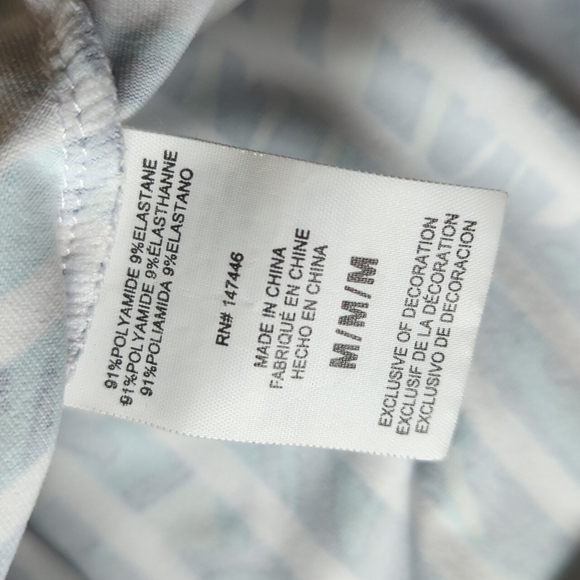 91%POLYAMIDE 9%ELASTANE
91%POLYAMIDE 9%ÉLASTHANNE
91%POLIAMIDA 9%ELASTANO
RN# 147446
MADE IN CHINA
FABRIQUÉ EN CHINE
HECHO EN CHINA
M/M/M
EXCLUSIVE OF DECORATION
EXCLUSIF DE LA DÉCORATION
EXCLUSIVO DE DECORACION